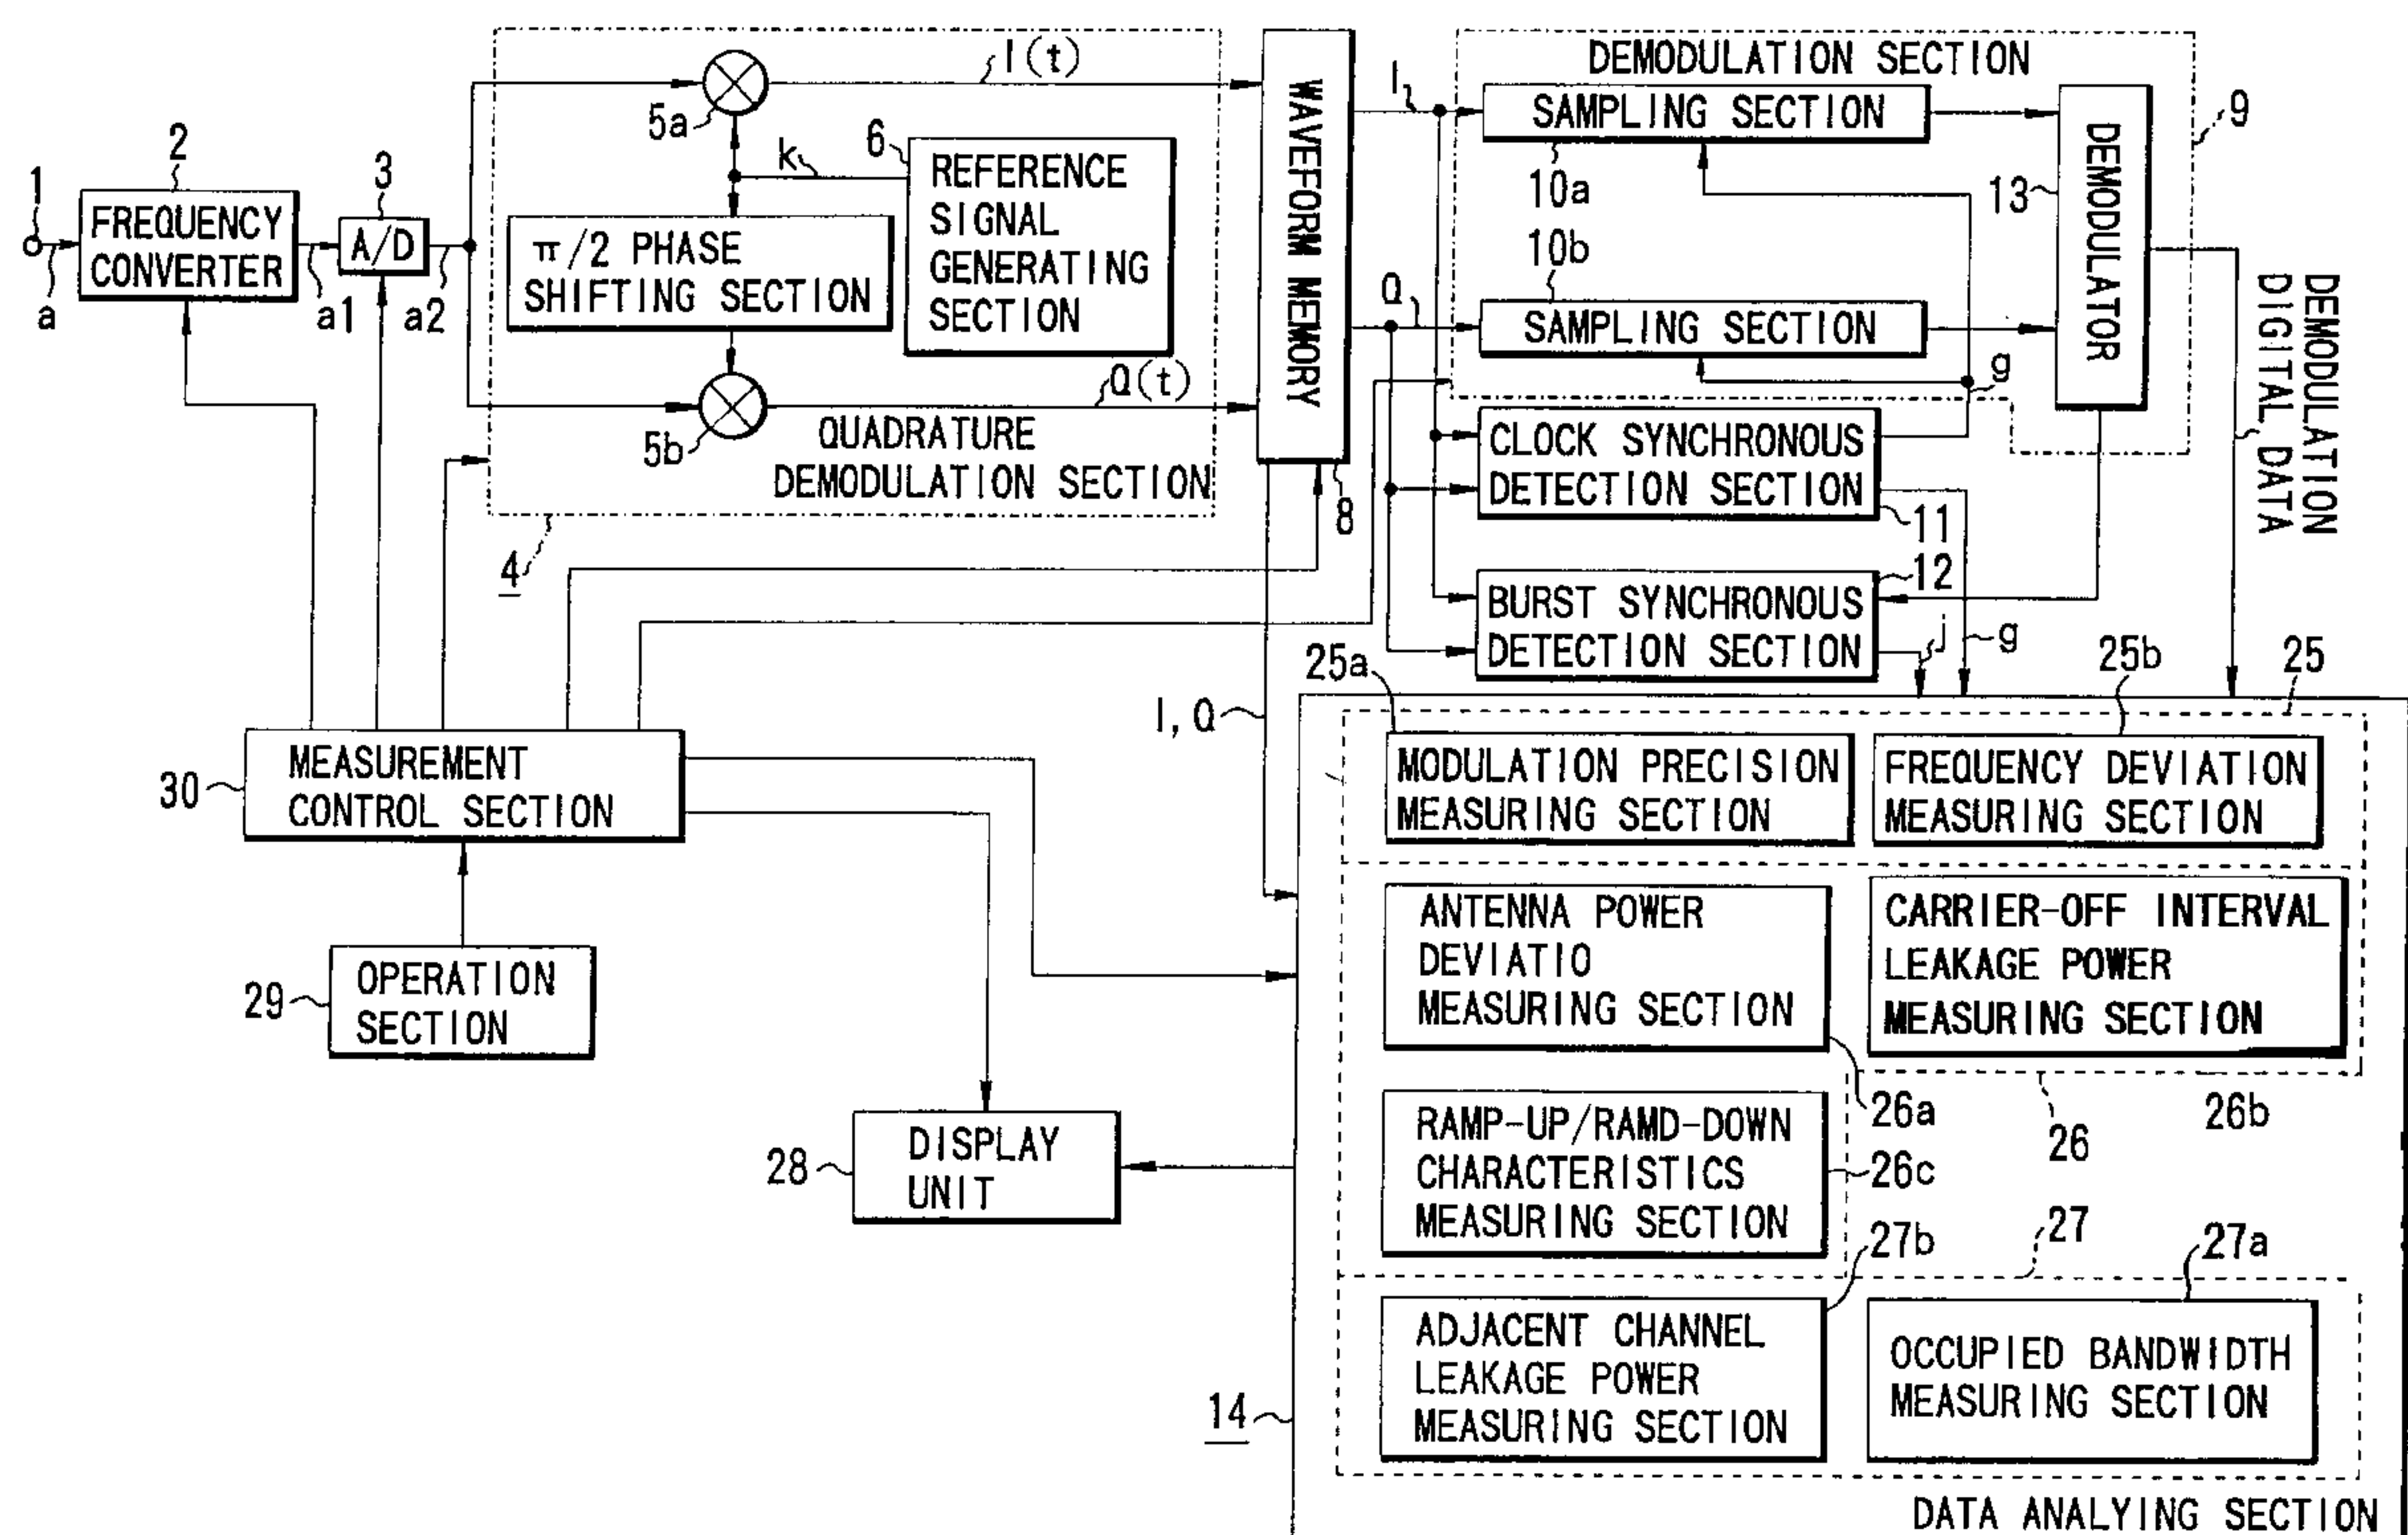 1
a
2
FREQUENCY
CONVERTER
a1
3
A/D
a2
5a
I(t)
k
6
REFERENCE
SIGNAL
GENERATING
SECTION
π/2 PHASE
SHIFTING SECTION
5b
Q(t)
QUADRATURE
DEMODULATION SECTION
4
WAVEFORM MEMORY
8
I
Q
DEMODULATION SECTION
SAMPLING SECTION
10a
10b
SAMPLING SECTION
g
13
DEMODULATOR
9
DEMODULATION
DIGITAL DATA
CLOCK SYNCHRONOUS
DETECTION SECTION
11
12
BURST SYNCHRONOUS
DETECTION SECTION
j
g
I,Q
30
MEASUREMENT
CONTROL SECTION
29
OPERATION
SECTION
28
DISPLAY
UNIT
25a
25b
25
MODULATION PRECISION
MEASURING SECTION
FREQUENCY DEVIATION
MEASURING SECTION
ANTENNA POWER
DEVIATIO
MEASURING SECTION
CARRIER-OFF INTERVAL
LEAKAGE POWER
MEASURING SECTION
26a
26
26b
RAMP-UP/RAMD-DOWN
CHARACTERISTICS
MEASURING SECTION
26c
27b
27
27a
ADJACENT CHANNEL
LEAKAGE POWER
MEASURING SECTION
OCCUPIED BANDWIDTH
MEASURING SECTION
14
DATA ANALYING SECTION